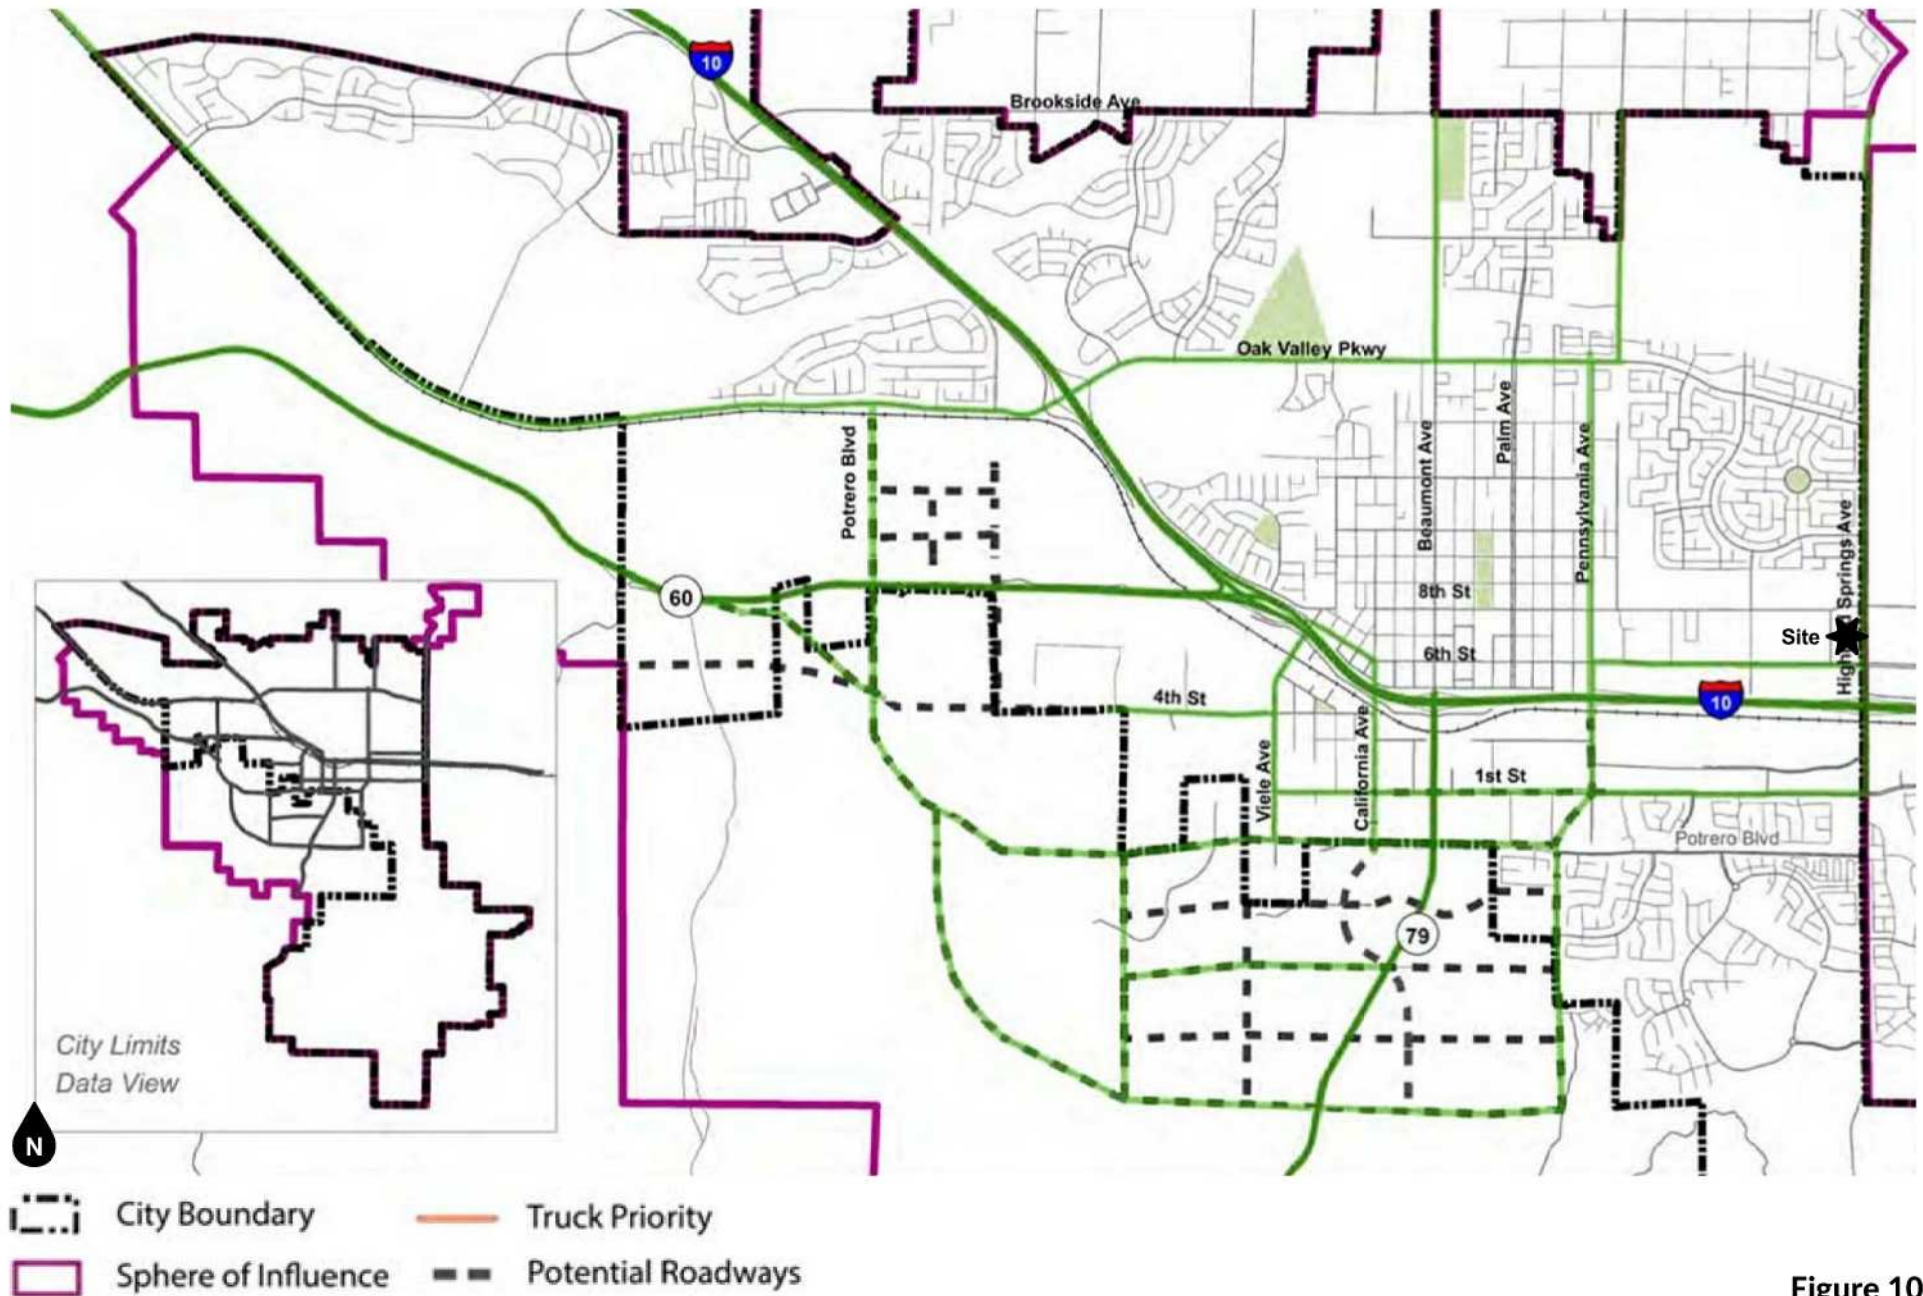 10
Brookside Ave
Oak Valley Pkwy
Potrero Blvd
Beaumont Ave
Palm Ave
Pennsylvania Ave
Springs Ave
8th St
60
Site
6th St
4th St
10
Viele Ave
California Ave
1st St
Potrero Blvd
79
City Limits
Data View
N
City Boundary
Truck Priority
Sphere of Influence
Potential Roadways
Figure 10